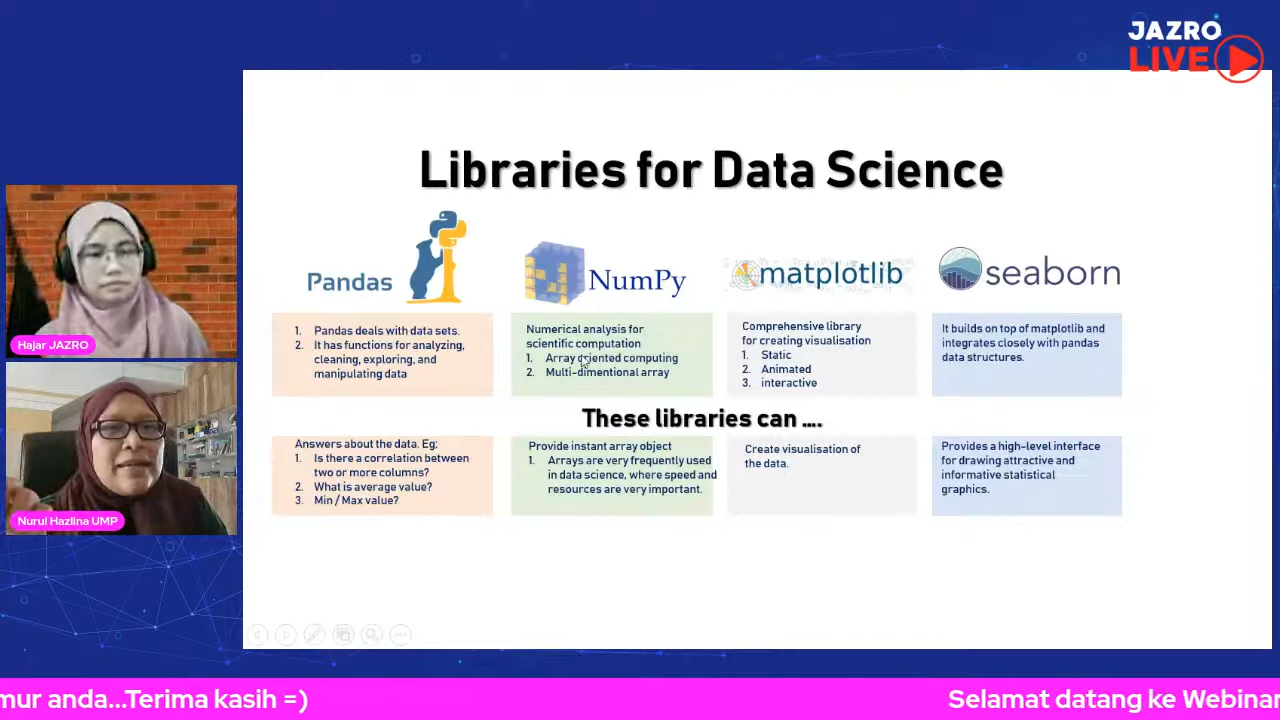 JAZRO
LIVE
Libraries for Data Science
Pandas
NumPy
matplotlib
seaborn
1. Pandas deals with data sets.
2. It has functions for analyzing,
cleaning, exploring, and
manipulating data
Numerical analysis for
scientific computation
1. Array oriented computing
2. Multi-dimentional array
Comprehensive library
for creating visualisation
1. Static
2. Animated
3. interactive
It builds on top of matplotlib and
integrates closely with pandas
data structures.
These libraries can ....
Answers about the data. Eg:
1. Is there a correlation between
two or more columns?
2. What is average value?
3. Min / Max value?
Provide instant array object
1. Arrays are very frequently used
in data science, where speed and
resources are very important.
Create visualisation of
the data.
Provides a high-level interface
for drawing attractive and
informative statistical
graphics.
Hajar JAZRO
Nurul Hazlina UMP
mur anda...Terima kasih =)
Selamat datang ke Webinar